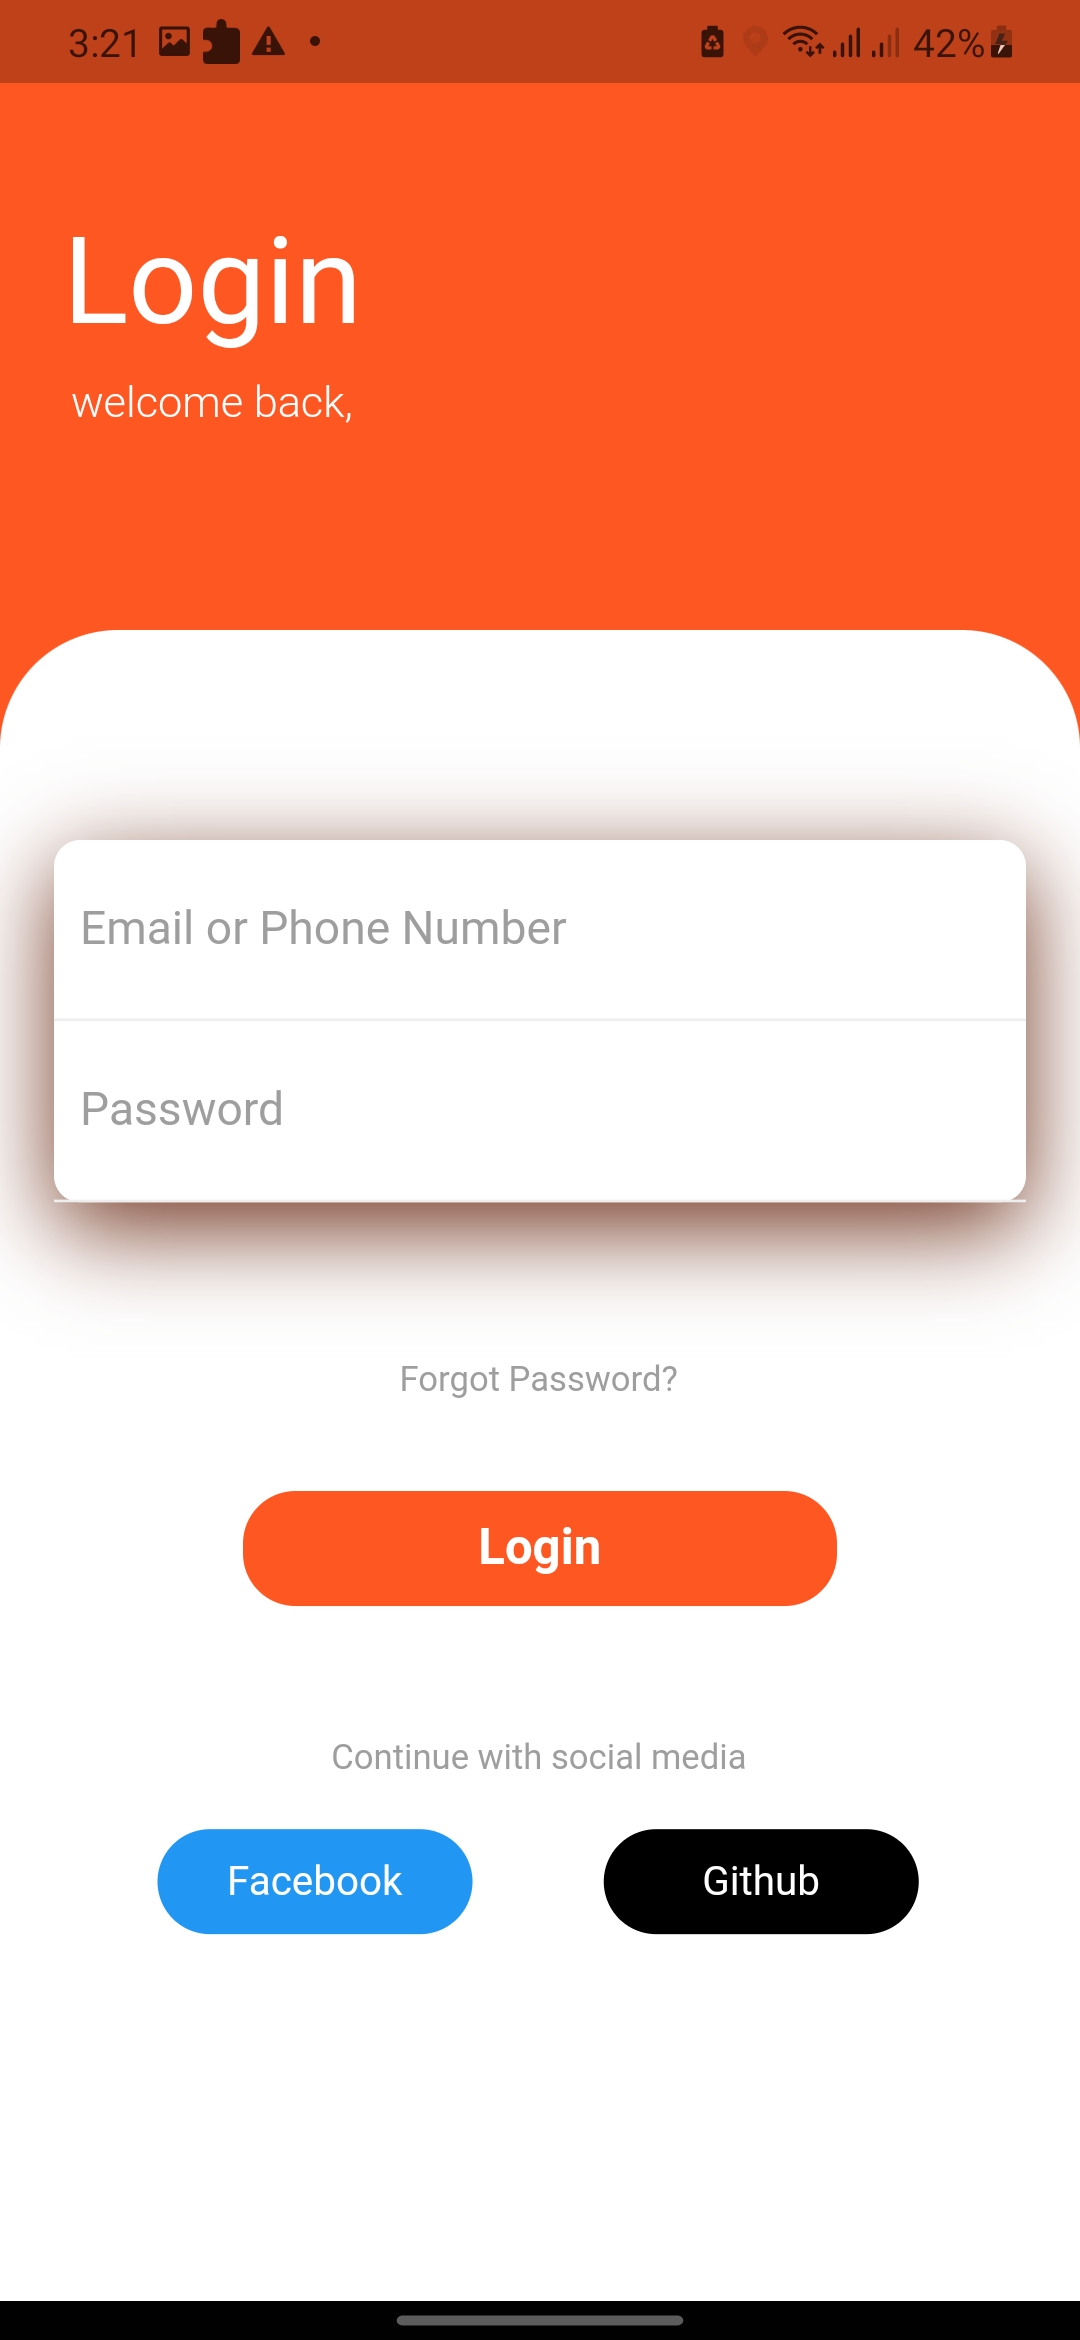 3:21 42%
Login
welcome back,
Email or Phone Number
Password
Forgot Password?
Login
Continue with social media
Facebook Github